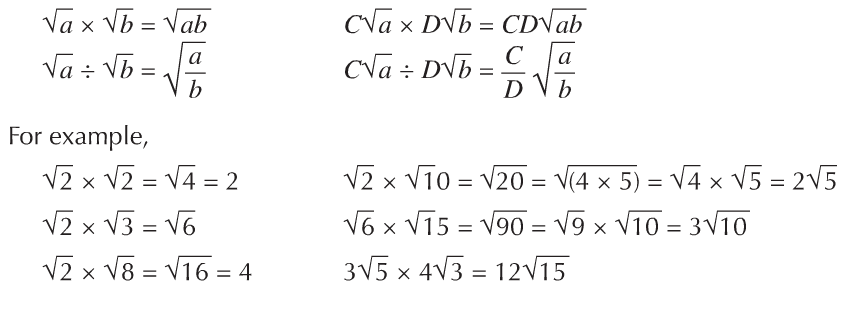 √a × √b = √ab    C√a × D√b = CD√ab
√a ÷ √b = √(a/b)    C√a ÷ D√b = C/D √(a/b)
For example,
√2 × √2 = √4 = 2    √2 × √10 = √20 = √(4 × 5) = √4 × √5 = 2√5
√2 × √3 = √6    √6 × √15 = √90 = √9 × √10 = 3√10
√2 × √8 = √16 = 4    3√5 × 4√3 = 12√15